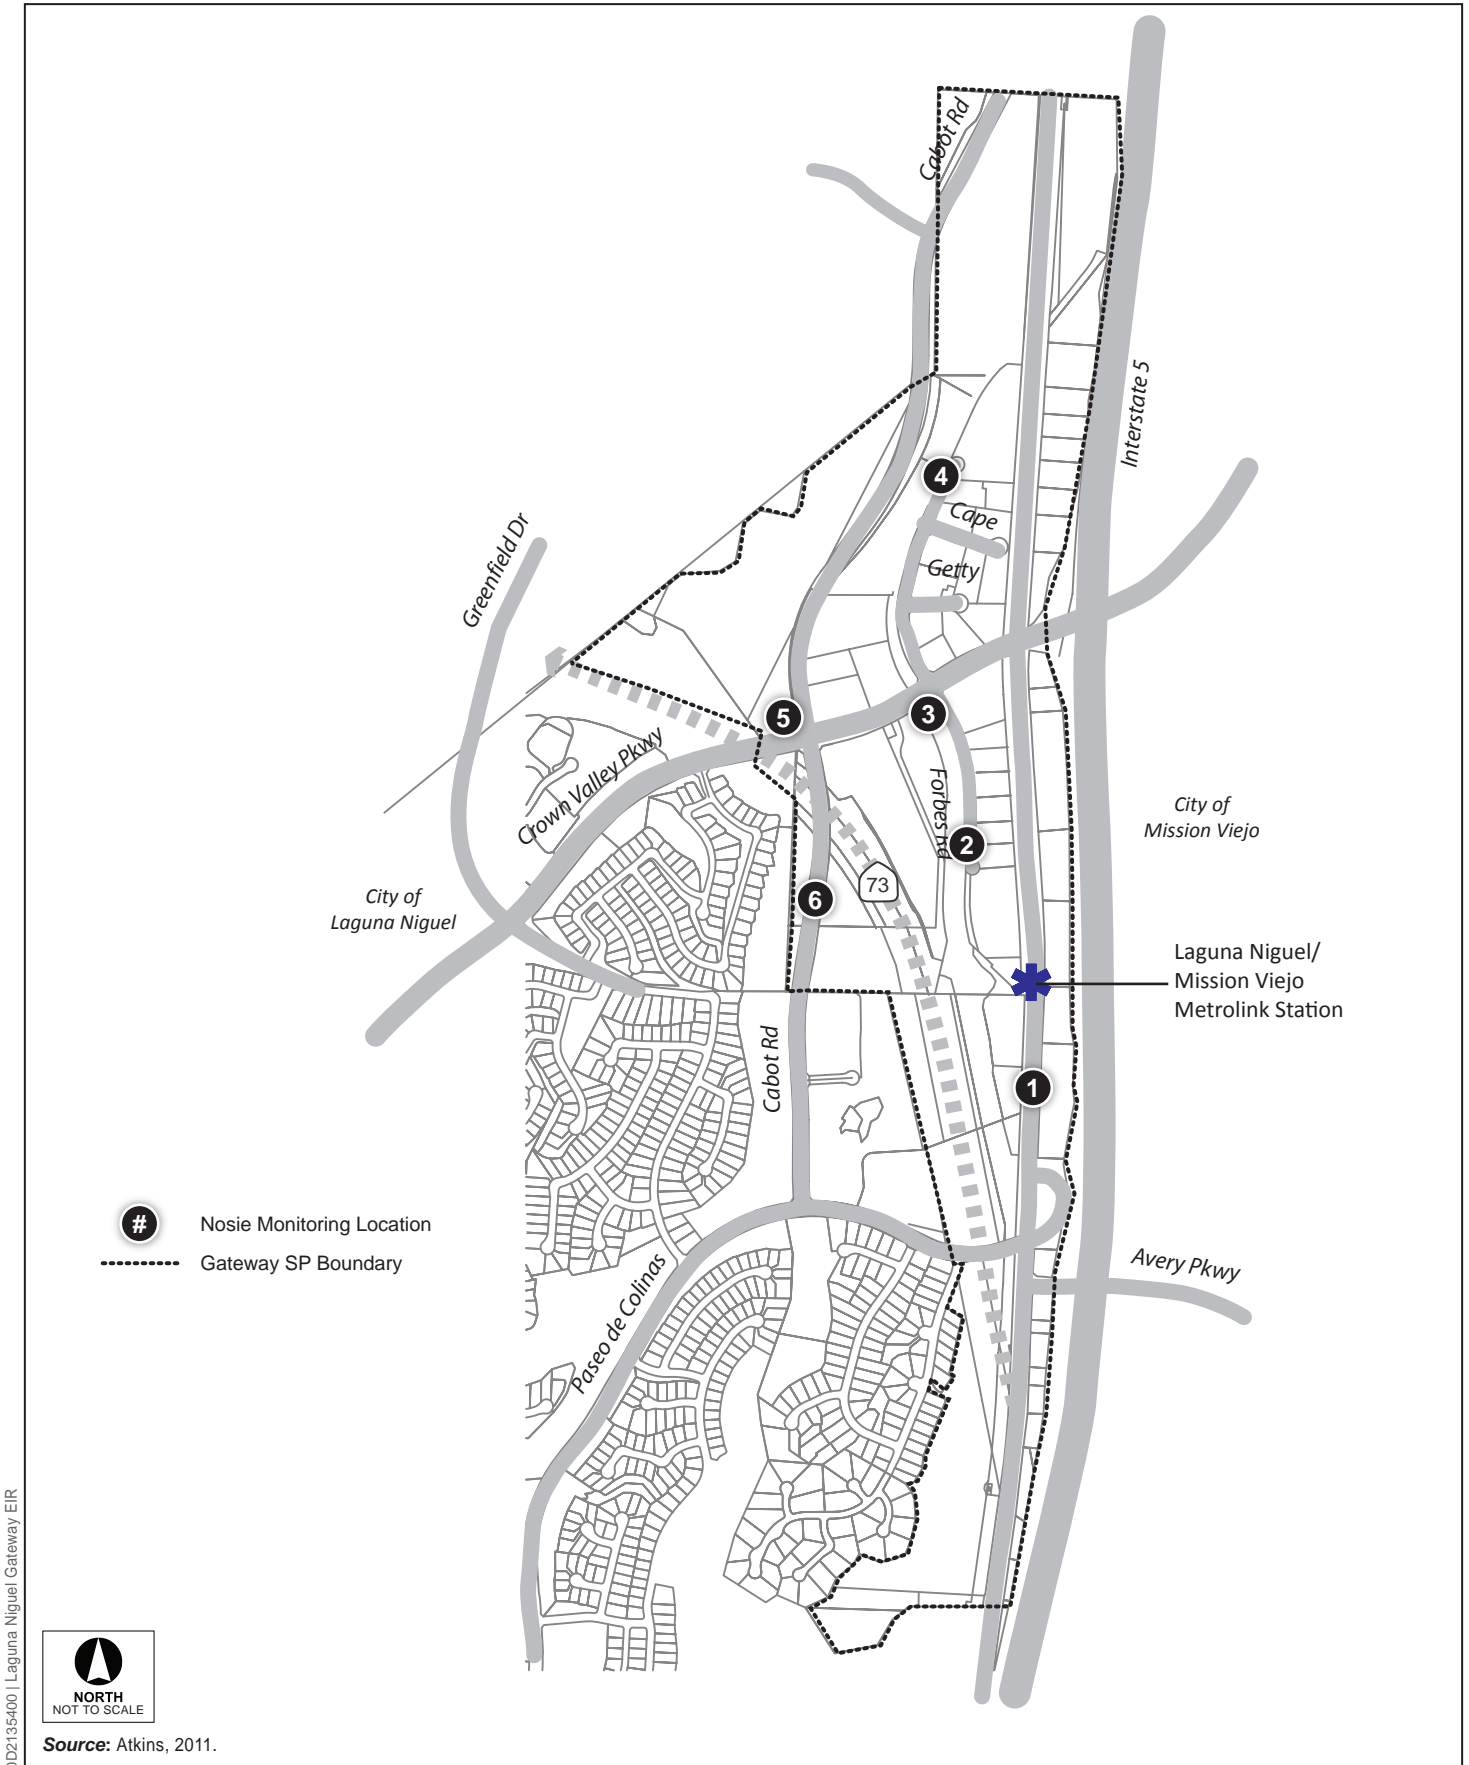 Cabot Rd
Interstate 5
4
Cape
Getty
Greenfield Dr
5
3
Crown Valley Pkwy
Forbes Rd
2
City of
Mission Viejo
73
6
City of
Laguna Niguel
Laguna Niguel/
Mission Viejo
Metrolink Station
Cabot Rd
1
# Nosie Monitoring Location
Gateway SP Boundary
Avery Pkwy
Paseo de Colinas
NORTH
NOT TO SCALE
Source: Atkins, 2011.
0D2135400 | Laguna Niguel Gateway EIR